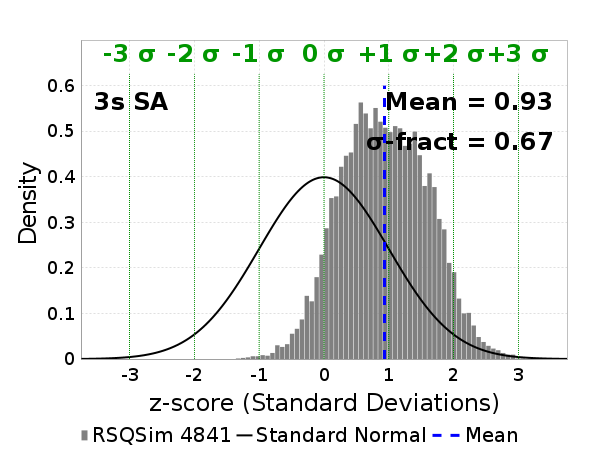 -3 σ -2 σ -1 σ 0 σ +1 σ +2 σ +3 σ
0.6
3s SA Mean = 0.93
0.5
σ-fract = 0.67
0.4
0.3
0.2
0.1
0
Density
-3 -2 -1 0 1 2 3
z-score (Standard Deviations)
RSQSim 4841 Standard Normal Mean